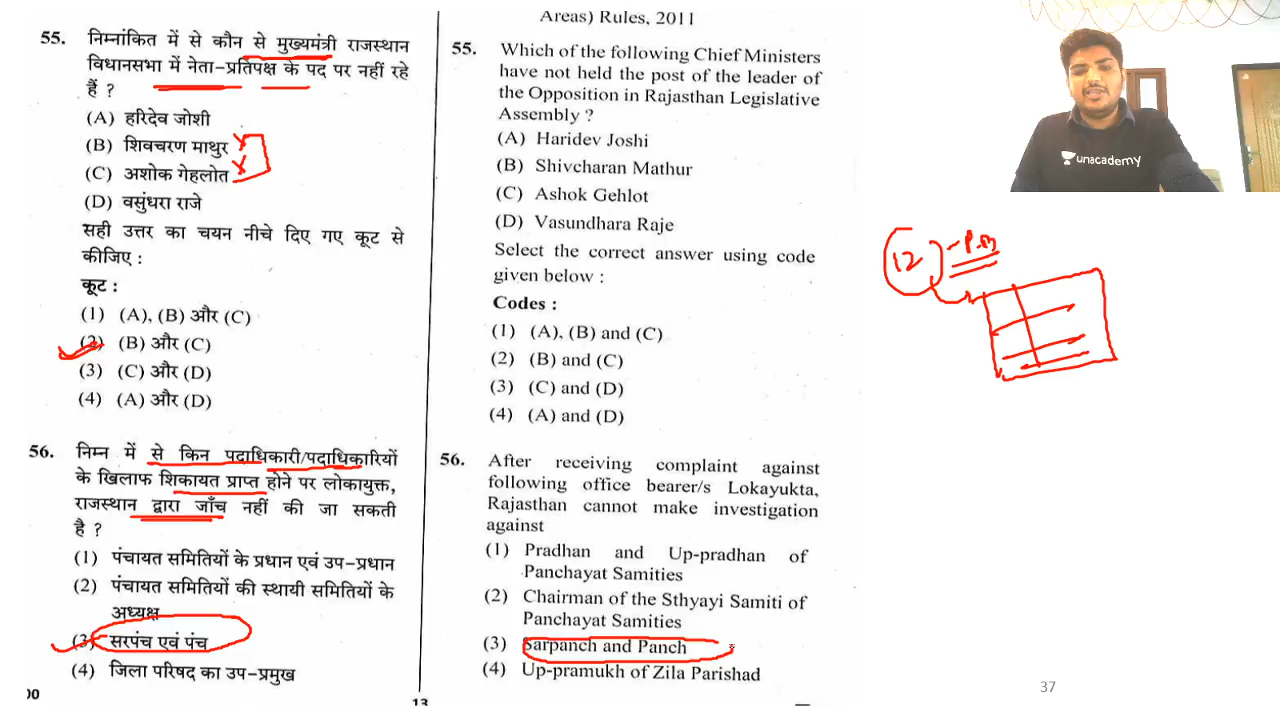 55. निम्नांकित में से कौन से मुख्यमंत्री राजस्थान
विधानसभा में नेता-प्रतिपक्ष के पद पर नहीं रहे
हैं ?
(A) हरिदेव जोशी
(B) शिवचरण माथुर
(C) अशोक गेहलोत
(D) वसुंधरा राजे
सही उत्तर का चयन नीचे दिए गए कूट से
कीजिए :
कूट :
(1) (A), (B) और (C)
(2) (B) और (C)
(3) (C) और (D)
(4) (A) और (D)
56. निम्न में से किन पदाधिकारी/पदाधिकारियों
के खिलाफ शिकायत प्राप्त होने पर लोकायुक्त,
राजस्थान द्वारा जाँच नहीं की जा सकती
है ?
(1) पंचायत समितियों के प्रधान एवं उप-प्रधान
(2) पंचायत समितियों की स्थायी समितियों के
अध्यक्ष
(3) सरपंच एवं पंच
(4) जिला परिषद का उप-प्रमुख
00
13
Areas) Rules, 2011
55. Which of the following Chief Ministers
have not held the post of the leader of
the Opposition in Rajasthan Legislative
Assembly ?
(A) Haridev Joshi
(B) Shivcharan Mathur
(C) Ashok Gehlot
(D) Vasundhara Raje
Select the correct answer using code
given below :
Codes :
(1) (A), (B) and (C)
(2) (B) and (C)
(3) (C) and (D)
(4) (A) and (D)
56. After receiving complaint against
following office bearer/s Lokayukta,
Rajasthan cannot make investigation
against
(1) Pradhan and Up-pradhan of
Panchayat Samities
(2) Chairman of the Sthyayi Samiti of
Panchayat Samities
(3) Sarpanch and Panch
(4) Up-pramukh of Zila Parishad
unacademy
12 - P.M
37